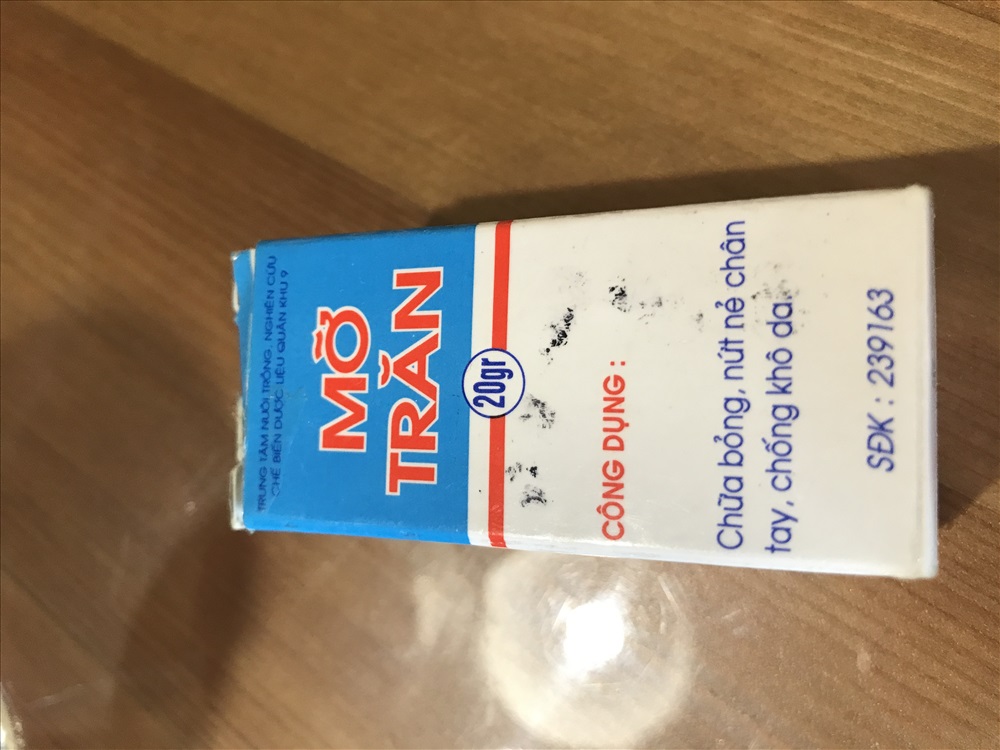 TRUNG TÂM NUÔI TRỒNG, NGHIÊN CỨU
CHẾ BIẾN DƯỢC LIỆU QUÂN KHU 9
MỠ
TRĂN
20gr
CÔNG DỤNG :
Chữa bỏng, nứt nẻ chân
tay, chống khô da.
SĐK : 239163